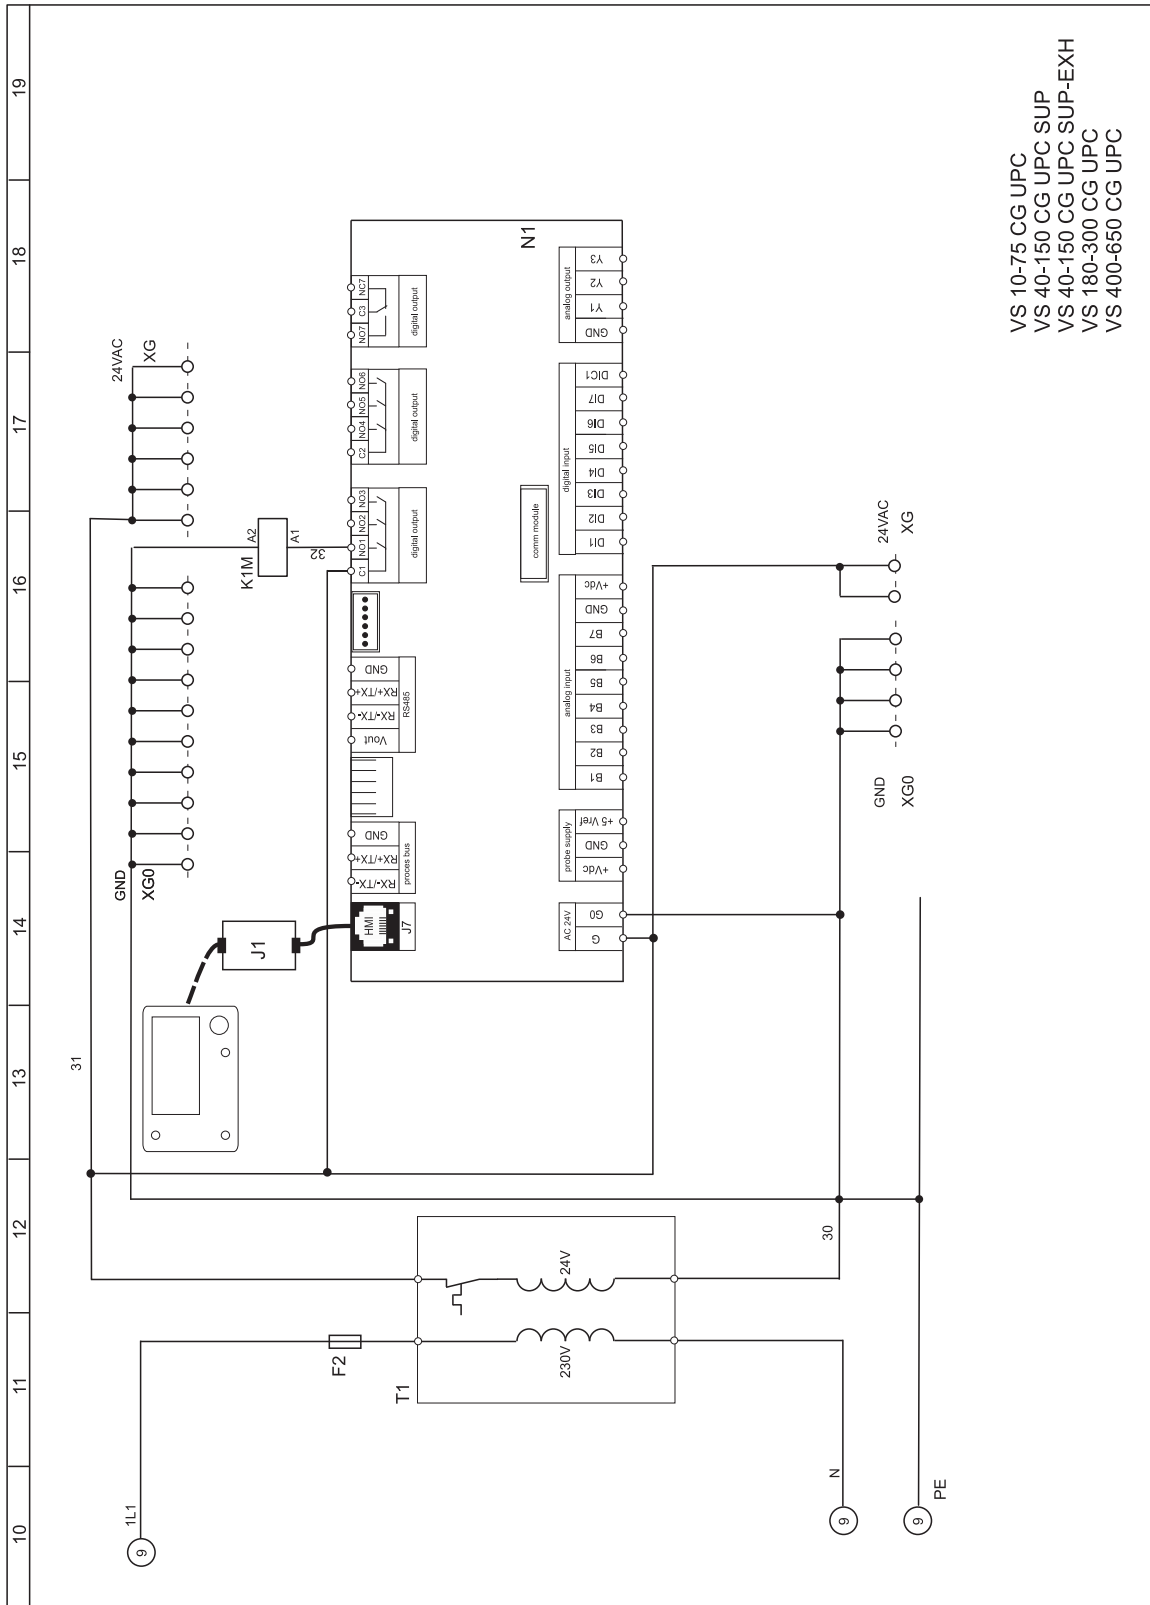 10
11
12
13
14
15
16
17
18
19
1L1
9
F2
T1
230V
24V
N
9
9
PE
30
31
J1
GND
XG0
24VAC
XG
K1M
A2
A1
32
N1
HMI
J7
RX-/TX-
RX+/TX+
GND
proces bus
Vout
RX-/TX-
RX+/TX+
GND
RS485
C1
NO1
NO2
NO3
digital output
C2
NO4
NO5
NO6
digital output
NO7
C3
NC7
digital output
comm module
AC 24V
G
G0
probe supply
+Vdc
GND
+5 Vref
analog input
B1
B2
B3
B4
B5
B6
B7
GND
+Vdc
digital input
DI1
DI2
DI3
DI4
DI5
DI6
DI7
DIC1
analog output
GND
Y1
Y2
Y3
GND
XG0
24VAC
XG
VS 10-75 CG UPC
VS 40-150 CG UPC SUP
VS 40-150 CG UPC SUP-EXH
VS 180-300 CG UPC
VS 400-650 CG UPC